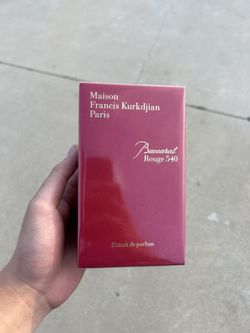 Maison
Francis Kurkdjian
Paris
Baccarat
Rouge 540
Extrait de parfum